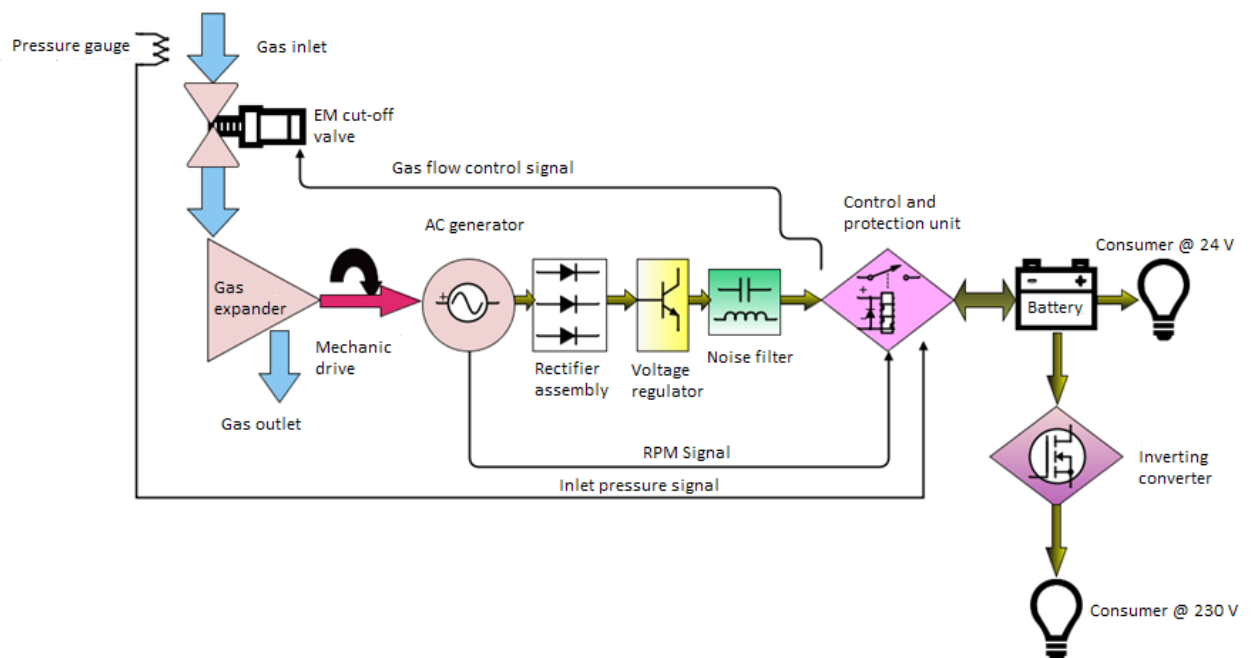 Pressure gauge
Gas inlet
EM cut-off
valve
Gas flow control signal
Control and
protection unit
AC generator
Consumer @ 24 V
Gas
expander
+
+
- +
Battery
Mechanic
drive
Rectifier
assembly
Voltage
regulator
Noise filter
Gas outlet
RPM Signal
Inlet pressure signal
Inverting
converter
Consumer @ 230 V